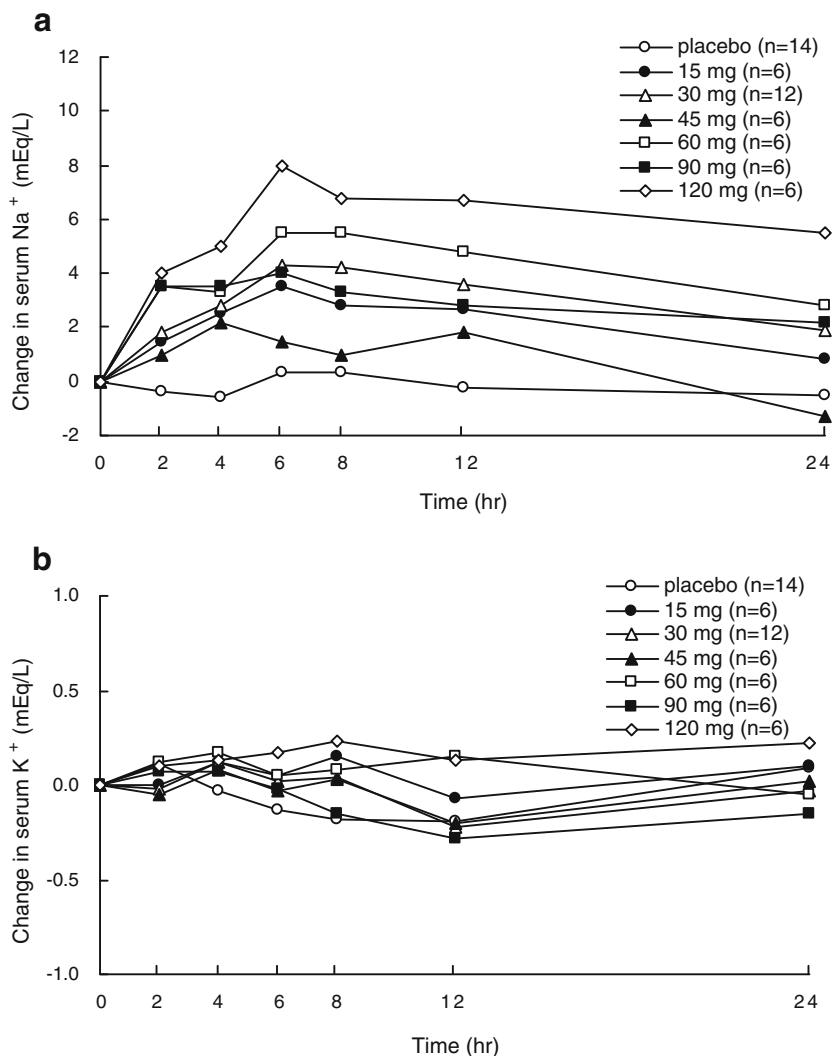 a
12
10
8
6
4
2
0
-2
Change in serum Na + (mEq/L)
placebo (n=14)
15 mg (n=6)
30 mg (n=12)
45 mg (n=6)
60 mg (n=6)
90 mg (n=6)
120 mg (n=6)
0 2 4 6 8 12 24
Time (hr)
b
1.0
0.5
0.0
-0.5
-1.0
Change in serum K + (mEq/L)
placebo (n=14)
15 mg (n=6)
30 mg (n=12)
45 mg (n=6)
60 mg (n=6)
90 mg (n=6)
120 mg (n=6)
0 2 4 6 8 12 24
Time (hr)